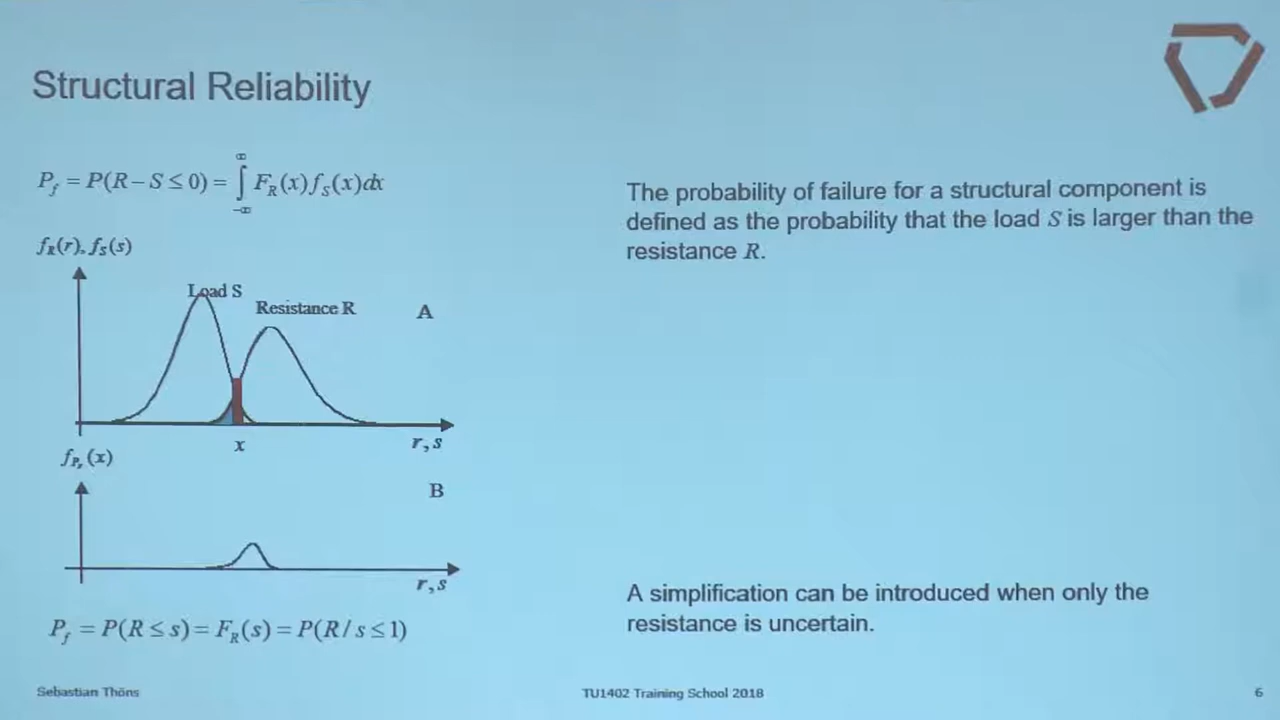 Structural Reliability
P_f = P(R − S ≤ 0) = ∫_{−∞}^{∞} F_R(x) f_S(x) dx
The probability of failure for a structural component is
defined as the probability that the load S is larger than the
resistance R.
f_R(r), f_S(s)
Load S
Resistance R
A
x
r, s
f_{P_f}(x)
B
r, s
A simplification can be introduced when only the
resistance is uncertain.
P_f = P(R ≤ s) = F_R(s) = P(R / s ≤ 1)
Sebastian Thöns
TU1402 Training School 2018
6